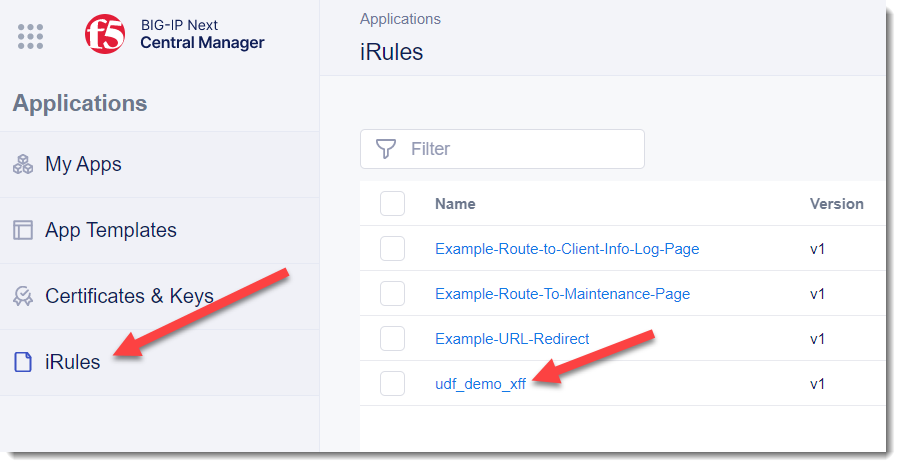 f5
BIG-IP Next
Central Manager
Applications
My Apps
App Templates
Certificates & Keys
iRules
Applications
iRules
Filter
Name Version
Example-Route-to-Client-Info-Log-Page v1
Example-Route-To-Maintenance-Page v1
Example-URL-Redirect v1
udf_demo_xff v1